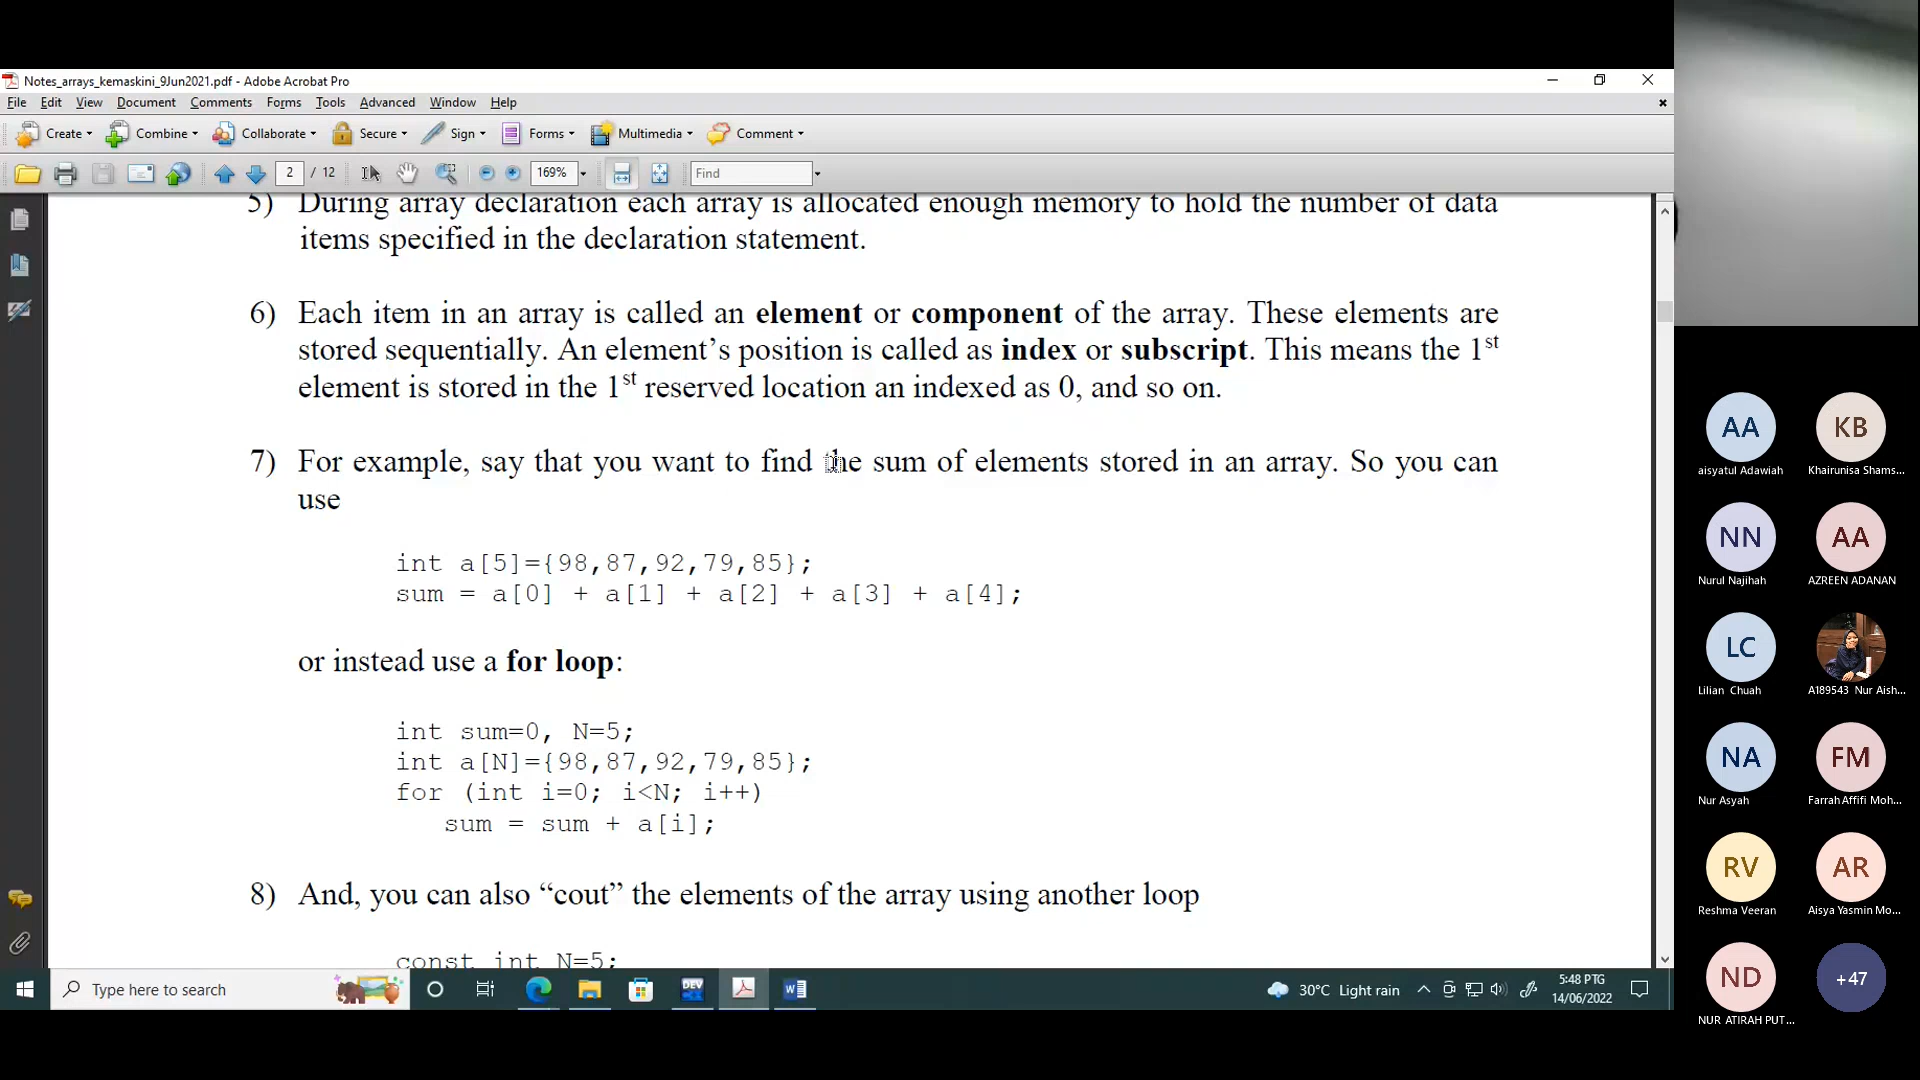 Notes_arrays_kemaskini_9Jun2021.pdf - Adobe Acrobat Pro
File Edit View Document Comments Forms Tools Advanced Window Help
Create Combine Collaborate Secure Sign Forms Multimedia Comment
2 / 12 169% Find
5) During array declaration each array is allocated enough memory to hold the number of data
items specified in the declaration statement.
6) Each item in an array is called an element or component of the array. These elements are
stored sequentially. An element’s position is called as index or subscript. This means the 1st
element is stored in the 1st reserved location an indexed as 0, and so on.
7) For example, say that you want to find the sum of elements stored in an array. So you can
use
int a[5]={98,87,92,79,85};
sum = a[0] + a[1] + a[2] + a[3] + a[4];
or instead use a for loop:
int sum=0, N=5;
int a[N]={98,87,92,79,85};
for (int i=0; i<N; i++)
sum = sum + a[i];
8) And, you can also “cout” the elements of the array using another loop
const int N=5;
Type here to search
DEV
W
30°C Light rain
5:48 PTG
14/06/2022
AA KB
aisyatul Adawiah Khairunisa Shams...
NN AA
Nurul Najihah AZREEN ADANAN
LC
Lilian Chuah A189543 Nur Aish...
NA FM
Nur Asyah Farrah Affifi Moh...
RV AR
Reshma Veeran Aisya Yasmin Mo...
ND +47
NUR ATIRAH PUT...